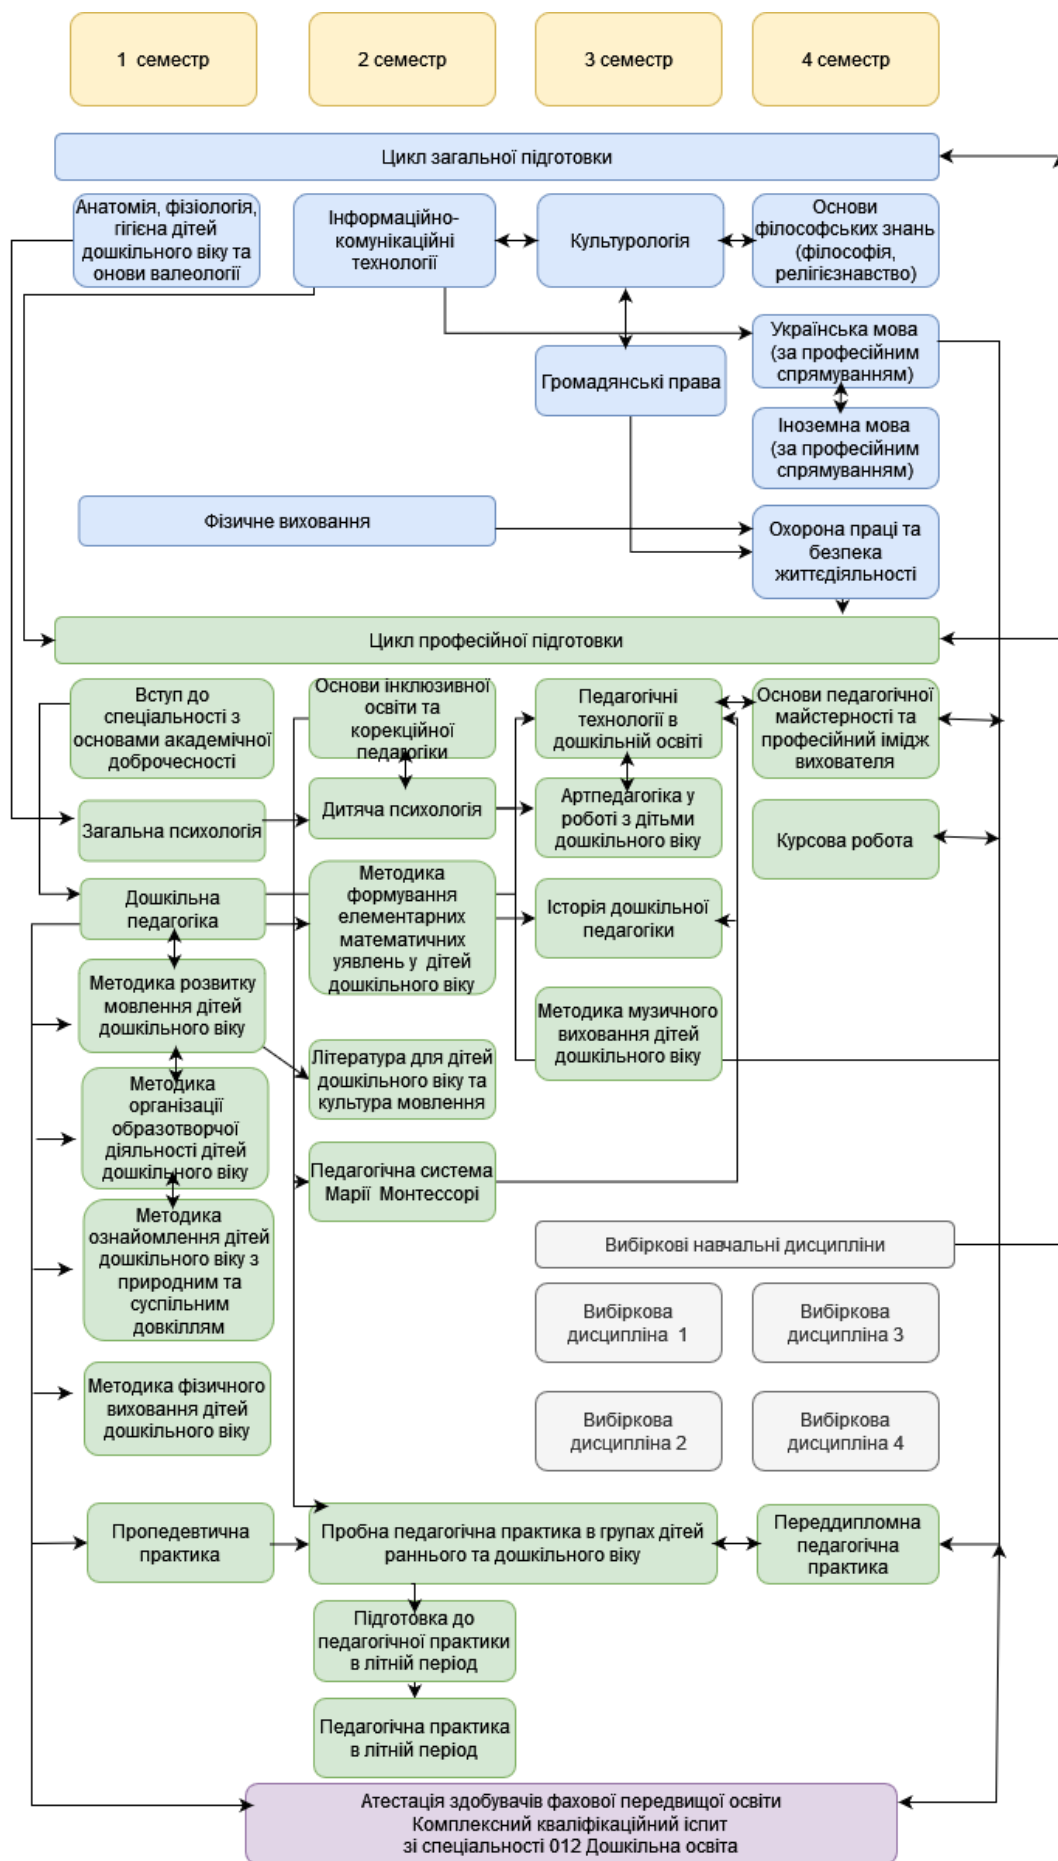 1 семестр
2 семестр
3 семестр
4 семестр
Цикл загальної підготовки
Анатомія, фізіологія,
гігієна дітей
дошкільного віку та
онови валеології
Інформаційно-
комунікаційні
технології
Культурологія
Основи
філософських знань
(філософія,
релігієзнавство)
Українська мова
(за професійним
спрямуванням)
Громадянські права
Іноземна мова
(за професійним
спрямуванням)
Фізичне виховання
Охорона праці та
безпека
життєдіяльності
Цикл професійної підготовки
Вступ до
спеціальності з
основами академічної
доброчесності
Основи інклюзивної
освіти та
корекційної
педагогіки
Педагогічні
технології в
дошкільній освіті
Основи педагогічної
майстерності та
професійний імідж
вихователя
Загальна психологія
Дитяча психологія
Артпедагогіка у
роботі з дітьми
дошкільного віку
Курсова робота
Дошкільна
педагогіка
Методика
формування
елементарних
математичних
уявлень у дітей
дошкільного віку
Історія дошкільної
педагогіки
Методика розвитку
мовлення дітей
дошкільного віку
Література для дітей
дошкільного віку та
культура мовлення
Методика музичного
виховання дітей
дошкільного віку
Методика
організації
образотворчої
діяльності дітей
дошкільного віку
Педагогічна система
Марії Монтессорі
Методика
ознайомлення дітей
дошкільного віку з
природним та
суспільним
довкіллям
Вибіркові навчальні дисципліни
Вибіркова
дисципліна 1
Вибіркова
дисципліна 3
Методика фізичного
виховання дітей
дошкільного віку
Вибіркова
дисципліна 2
Вибіркова
дисципліна 4
Пропедевтична
практика
Пробна педагогічна практика в групах дітей
раннього та дошкільного віку
Переддипломна
педагогічна
практика
Підготовка до
педагогічної практики
в літній період
Педагогічна практика
в літній період
Атестація здобувачів фахової передвищої освіти
Комплексний кваліфікаційний іспит
зі спеціальності 012 Дошкільна освіта